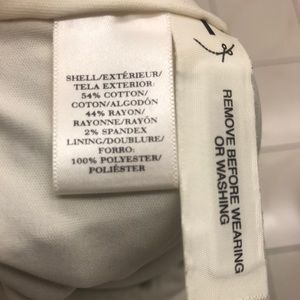 SHELL/EXTÉRIEUR/
TELA EXTERIOR:
54% COTTON/
COTON/ALGODÓN
44% RAYON/
RAYONNE/RAYÓN
2% SPANDEX
LINING/DOUBLURE/
FORRO:
100% POLYESTER/
POLIÉSTER
REMOVE BEFORE WEARING
OR WASHING